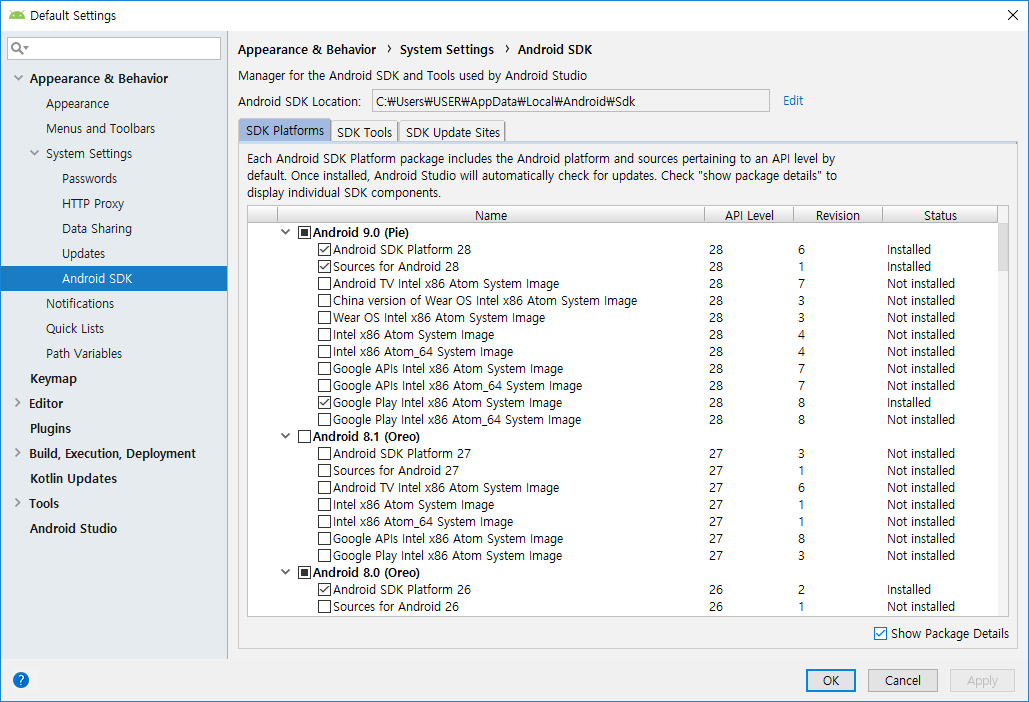 Default Settings
Appearance & Behavior
Appearance
Menus and Toolbars
System Settings
Passwords
HTTP Proxy
Data Sharing
Updates
Android SDK
Notifications
Quick Lists
Path Variables
Keymap
Editor
Plugins
Build, Execution, Deployment
Kotlin Updates
Tools
Android Studio
Appearance & Behavior › System Settings › Android SDK
Manager for the Android SDK and Tools used by Android Studio
Android SDK Location: C:₩Users₩USER₩AppData₩Local₩Android₩Sdk Edit
SDK Platforms SDK Tools SDK Update Sites
Each Android SDK Platform package includes the Android platform and sources pertaining to an API level by
default. Once installed, Android Studio will automatically check for updates. Check "show package details" to
display individual SDK components.
Name API Level Revision Status
Android 9.0 (Pie)
Android SDK Platform 28 28 6 Installed
Sources for Android 28 28 1 Installed
Android TV Intel x86 Atom System Image 28 7 Not installed
China version of Wear OS Intel x86 Atom System Image 28 3 Not installed
Wear OS Intel x86 Atom System Image 28 3 Not installed
Intel x86 Atom System Image 28 4 Not installed
Intel x86 Atom_64 System Image 28 4 Not installed
Google APIs Intel x86 Atom System Image 28 7 Not installed
Google APIs Intel x86 Atom_64 System Image 28 7 Not installed
Google Play Intel x86 Atom System Image 28 8 Installed
Google Play Intel x86 Atom_64 System Image 28 8 Not installed
Android 8.1 (Oreo)
Android SDK Platform 27 27 3 Not installed
Sources for Android 27 27 1 Not installed
Android TV Intel x86 Atom System Image 27 6 Not installed
Intel x86 Atom System Image 27 1 Not installed
Intel x86 Atom_64 System Image 27 1 Not installed
Google APIs Intel x86 Atom System Image 27 8 Not installed
Google Play Intel x86 Atom System Image 27 3 Not installed
Android 8.0 (Oreo)
Android SDK Platform 26 26 2 Installed
Sources for Android 26 26 1 Not installed
Show Package Details
? OK Cancel Apply